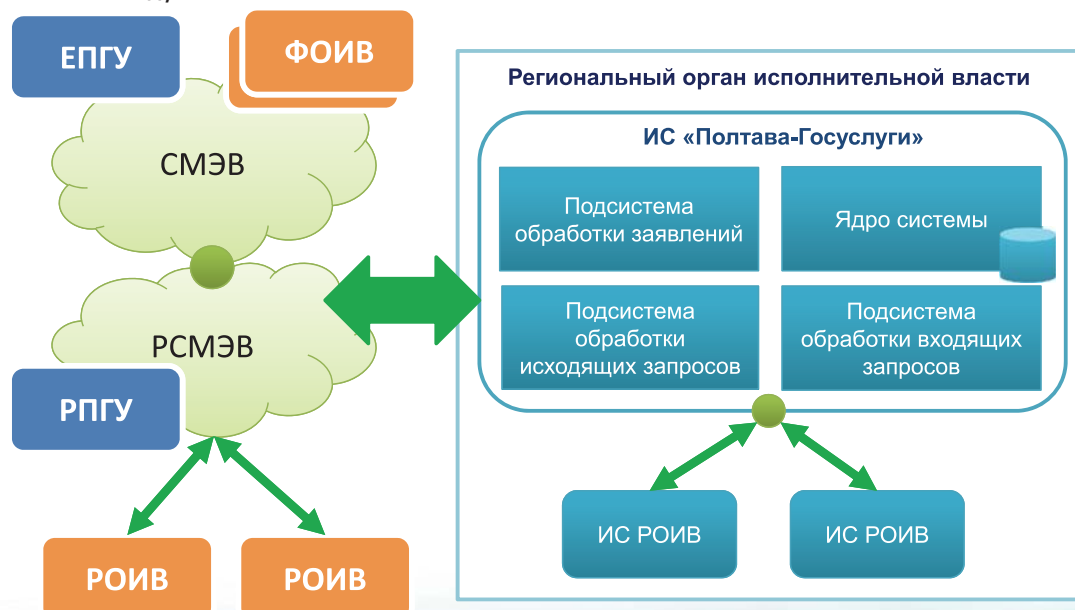 ЕПГУ
ФОИВ
СМЭВ
РСМЭВ
РПГУ
РОИВ
РОИВ
Региональный орган исполнительной власти
ИС «Полтава-Госуслуги»
Подсистема
обработки заявлений
Ядро системы
Подсистема
обработки
исходящих запросов
Подсистема
обработки входящих
запросов
ИС РОИВ
ИС РОИВ